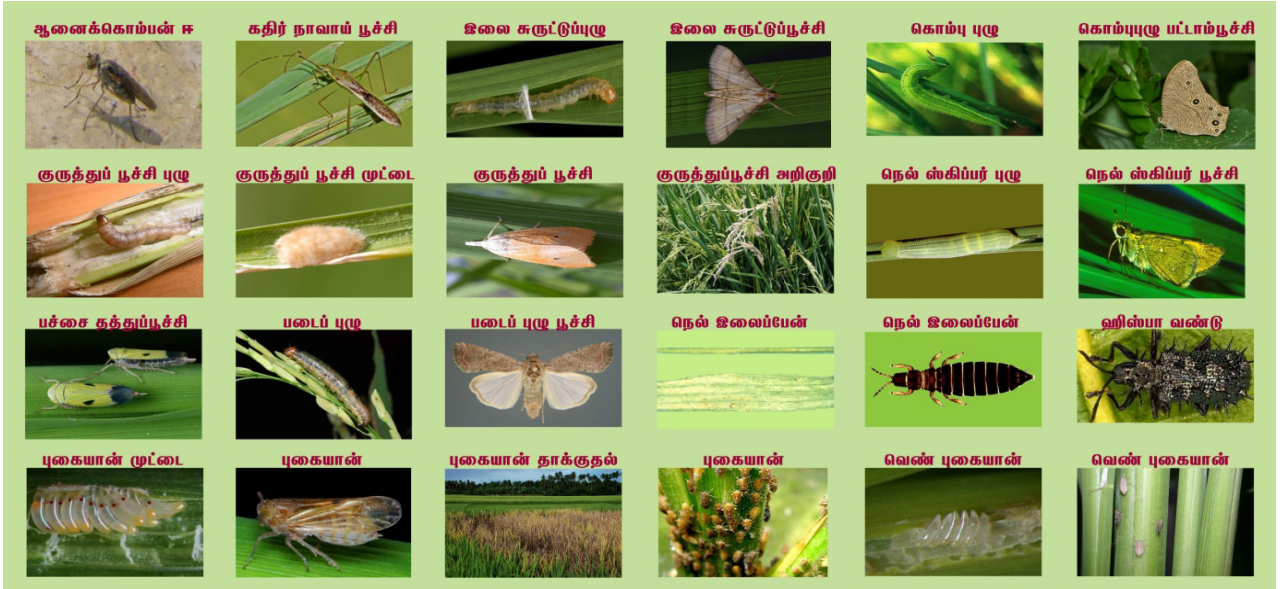 ஆனைக்கொம்பன் ஈ
கதிர் நாவாய் பூச்சி
இலை சுருட்டுப்புழு
இலை சுருட்டுப்பூச்சி
கொம்பு புழு
கொம்புபுழு பட்டாம்பூச்சி
குருத்துப் பூச்சி புழு
குருத்துப் பூச்சி முட்டை
குருத்துப் பூச்சி
குருத்துப்பூச்சி அறிகுறி
நெல் ஸ்கிப்பர் புழு
நெல் ஸ்கிப்பர் பூச்சி
பச்சை தத்துப்பூச்சி
படைப் புழு
படைப் புழு பூச்சி
நெல் இலைப்பேன்
நெல் இலைப்பேன்
ஹிஸ்பா வண்டு
புகையான் முட்டை
புகையான்
புகையான் தாக்குதல்
புகையான்
வெண் புகையான்
வெண் புகையான்